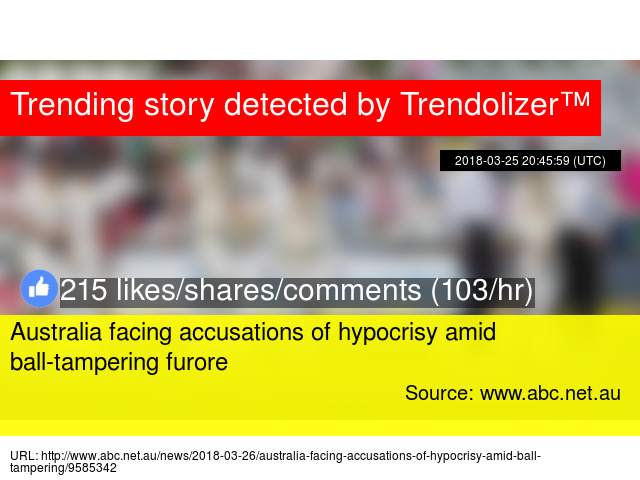 Trending story detected by Trendolizer™
2018-03-25 20:45:59 (UTC)
215 likes/shares/comments (103/hr)
Australia facing accusations of hypocrisy amid
ball-tampering furore
Source: www.abc.net.au
URL: http://www.abc.net.au/news/2018-03-26/australia-facing-accusations-of-hypocrisy-amid-ball-
tampering/9585342